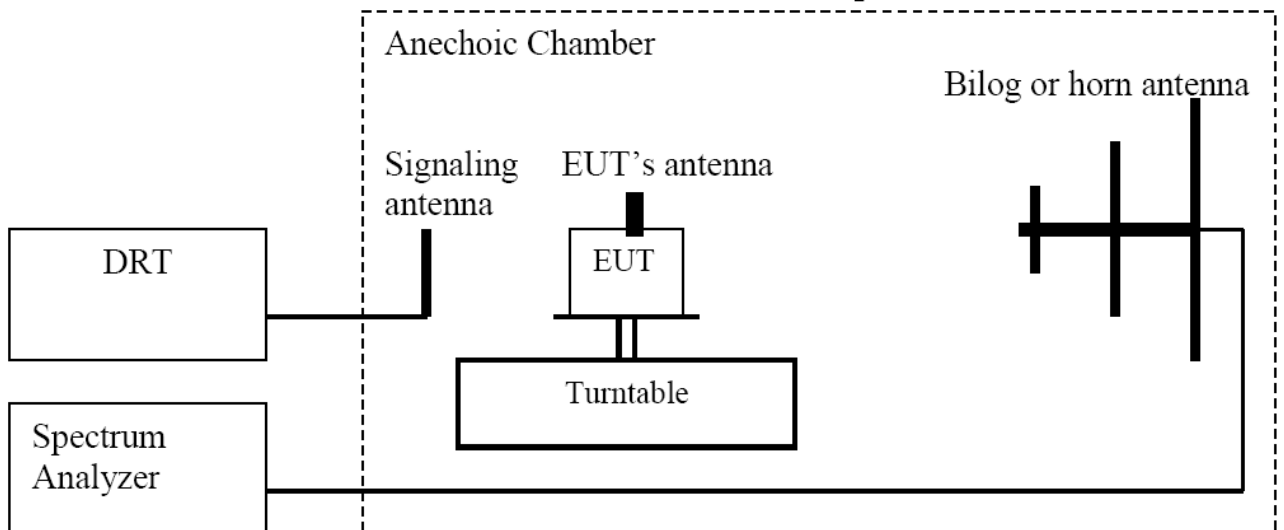 Anechoic Chamber
Bilog or horn antenna
Signaling
antenna
EUT’s antenna
DRT
EUT
Turntable
Spectrum
Analyzer